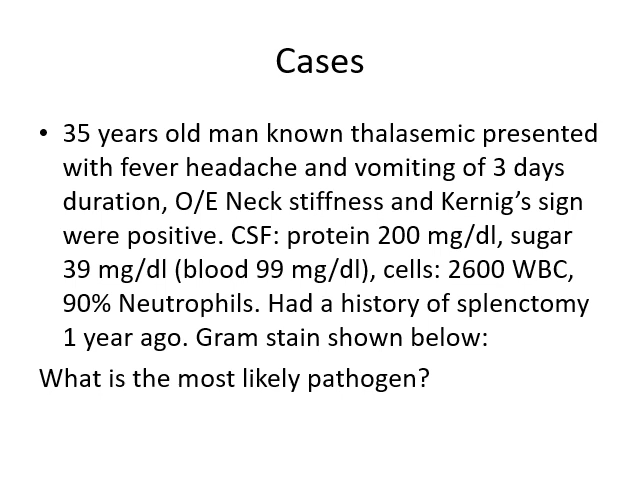 Cases
• 35 years old man known thalasemic presented
with fever headache and vomiting of 3 days
duration, O/E Neck stiffness and Kernig’s sign
were positive. CSF: protein 200 mg/dl, sugar
39 mg/dl (blood 99 mg/dl), cells: 2600 WBC,
90% Neutrophils. Had a history of splenctomy
1 year ago. Gram stain shown below:
What is the most likely pathogen?